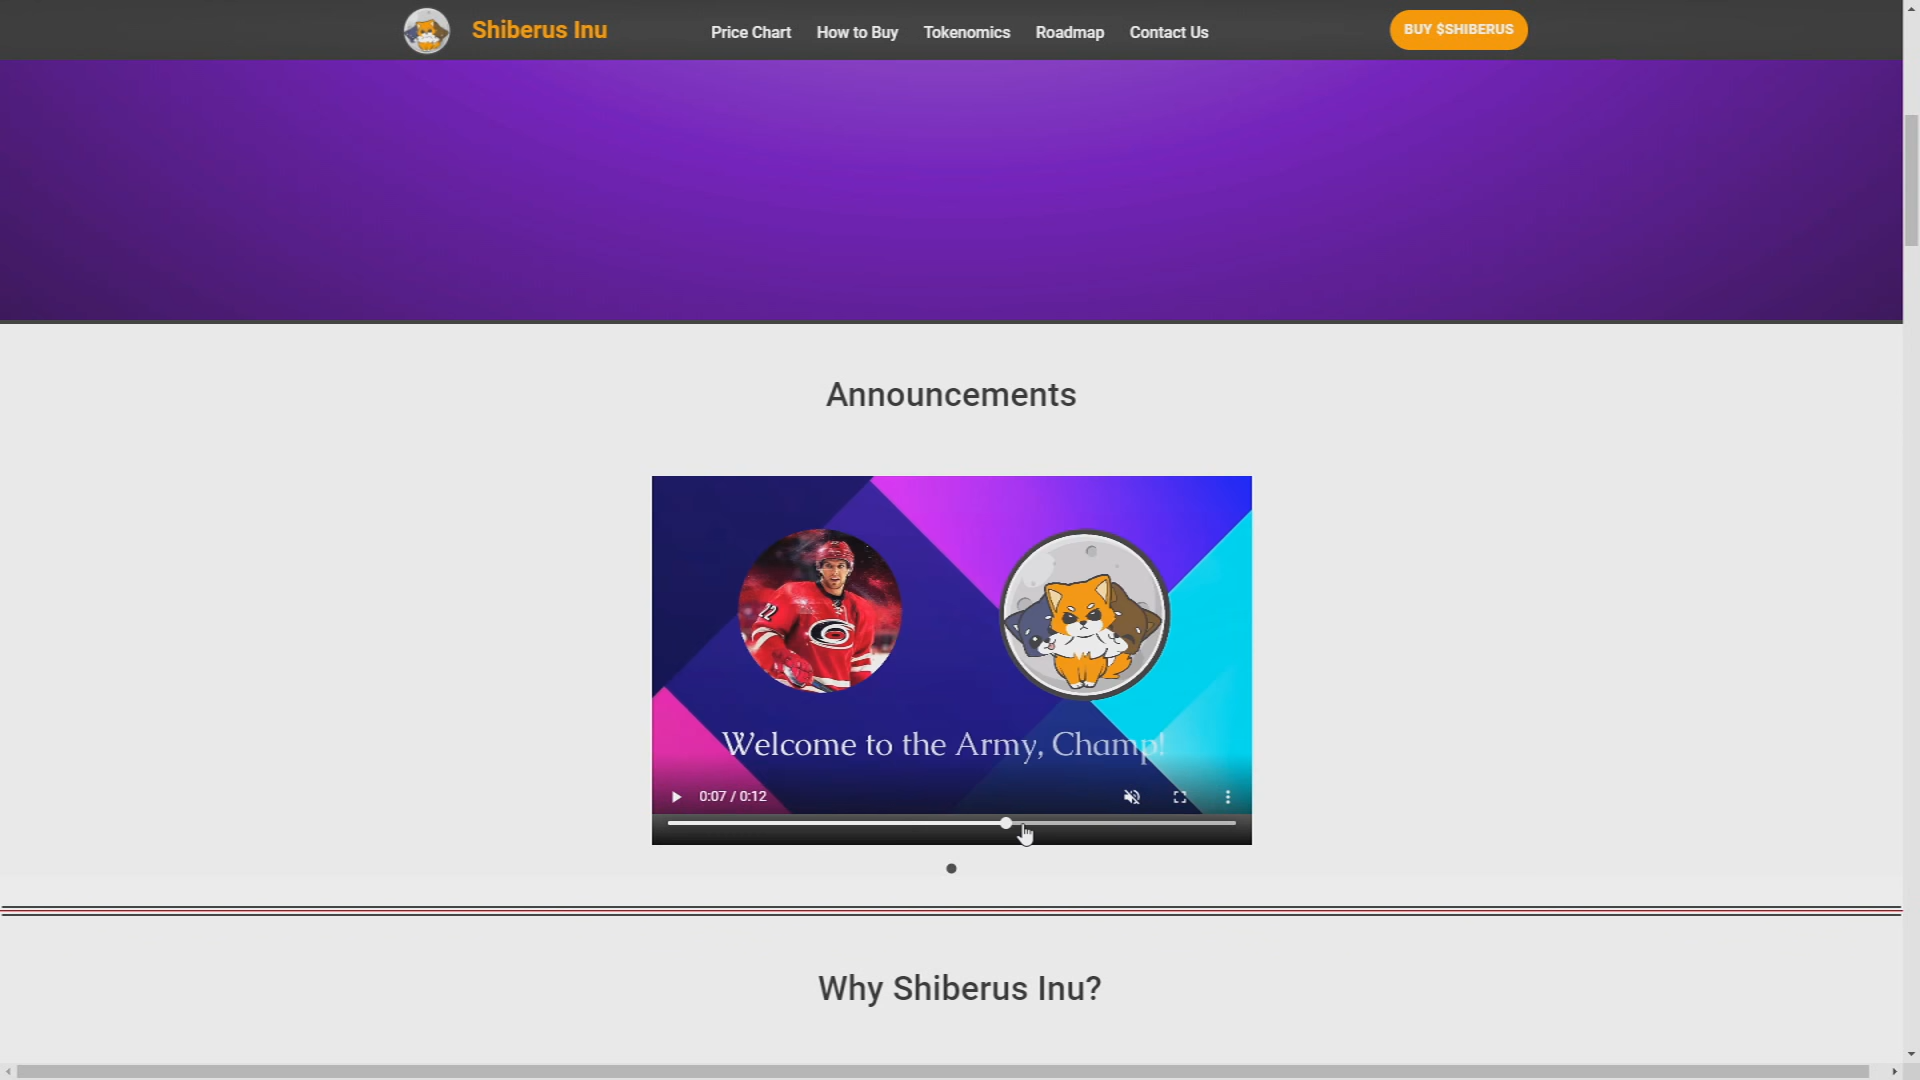 Shiberus Inu
Price Chart
How to Buy
Tokenomics
Roadmap
Contact Us
BUY $SHIBERUS
Announcements
22
Welcome to the Army, Champ!
0:07 / 0:12
Why Shiberus Inu?